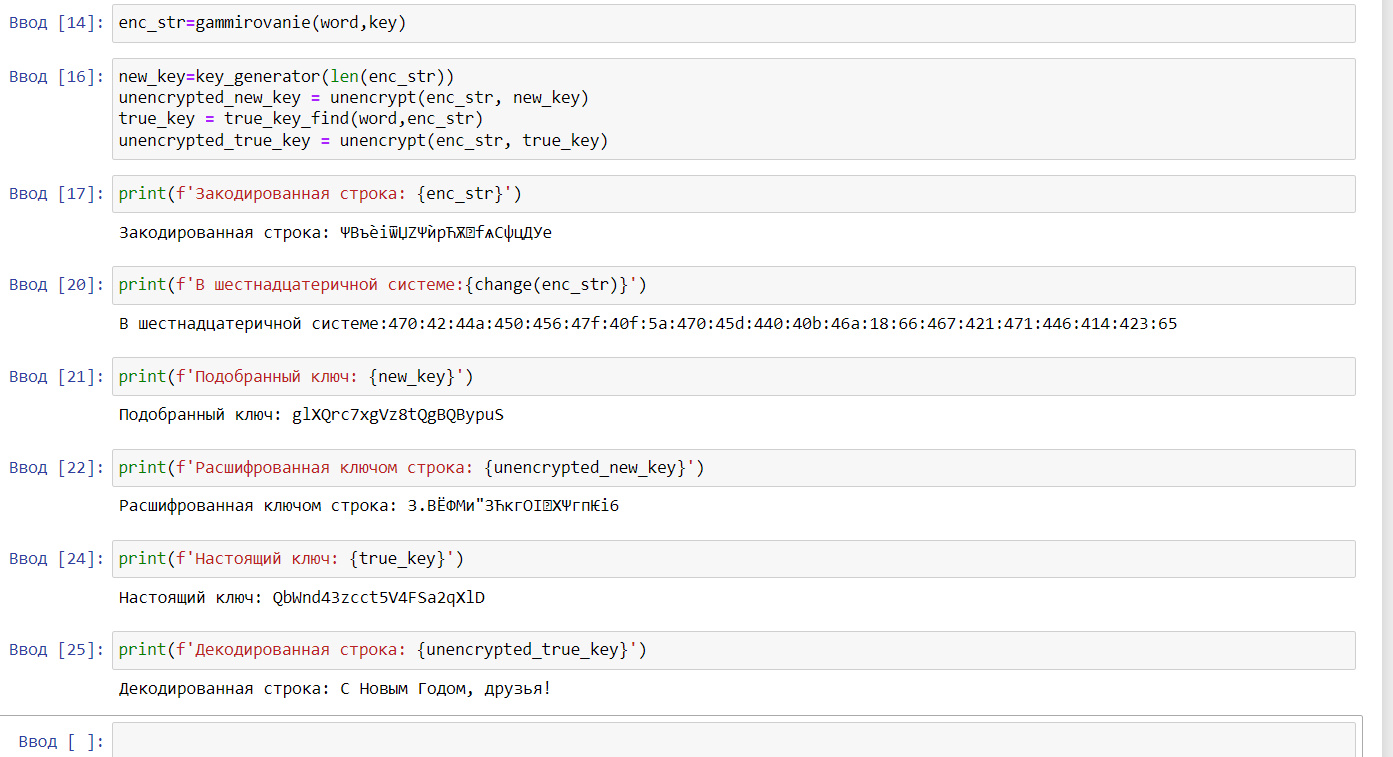 Ввод [14]: enc_str=gammirovanie(word,key)
Ввод [16]: new_key=key_generator(len(enc_str))
unencrypted_new_key = unencrypt(enc_str, new_key)
true_key = true_key_find(word,enc_str)
unencrypted_true_key = unencrypt(enc_str, true_key)
Ввод [17]: print(f'Закодированная строка: {enc_str}')
Закодированная строка: ѰBъѐіѿЏZѰѝрЋѪfѧСѱцДУe
Ввод [20]: print(f'В шестнадцатеричной системе:{change(enc_str)}')
В шестнадцатеричной системе:470:42:44a:450:456:47f:40f:5a:470:45d:440:40b:46a:18:66:467:421:471:446:414:423:65
Ввод [21]: print(f'Подобранный ключ: {new_key}')
Подобранный ключ: glXQrc7xgVz8tQgBQBypuS
Ввод [22]: print(f'Расшифрованная ключом строка: {unencrypted_new_key}')
Расшифрованная ключом строка:
Ввод [24]: print(f'Настоящий ключ: {true_key}')
Настоящий ключ: QbWnd43zcct5V4FSa2qXlD
Ввод [25]: print(f'Декодированная строка: {unencrypted_true_key}')
Декодированная строка: С Новым Годом, друзья!
Ввод [ ]: